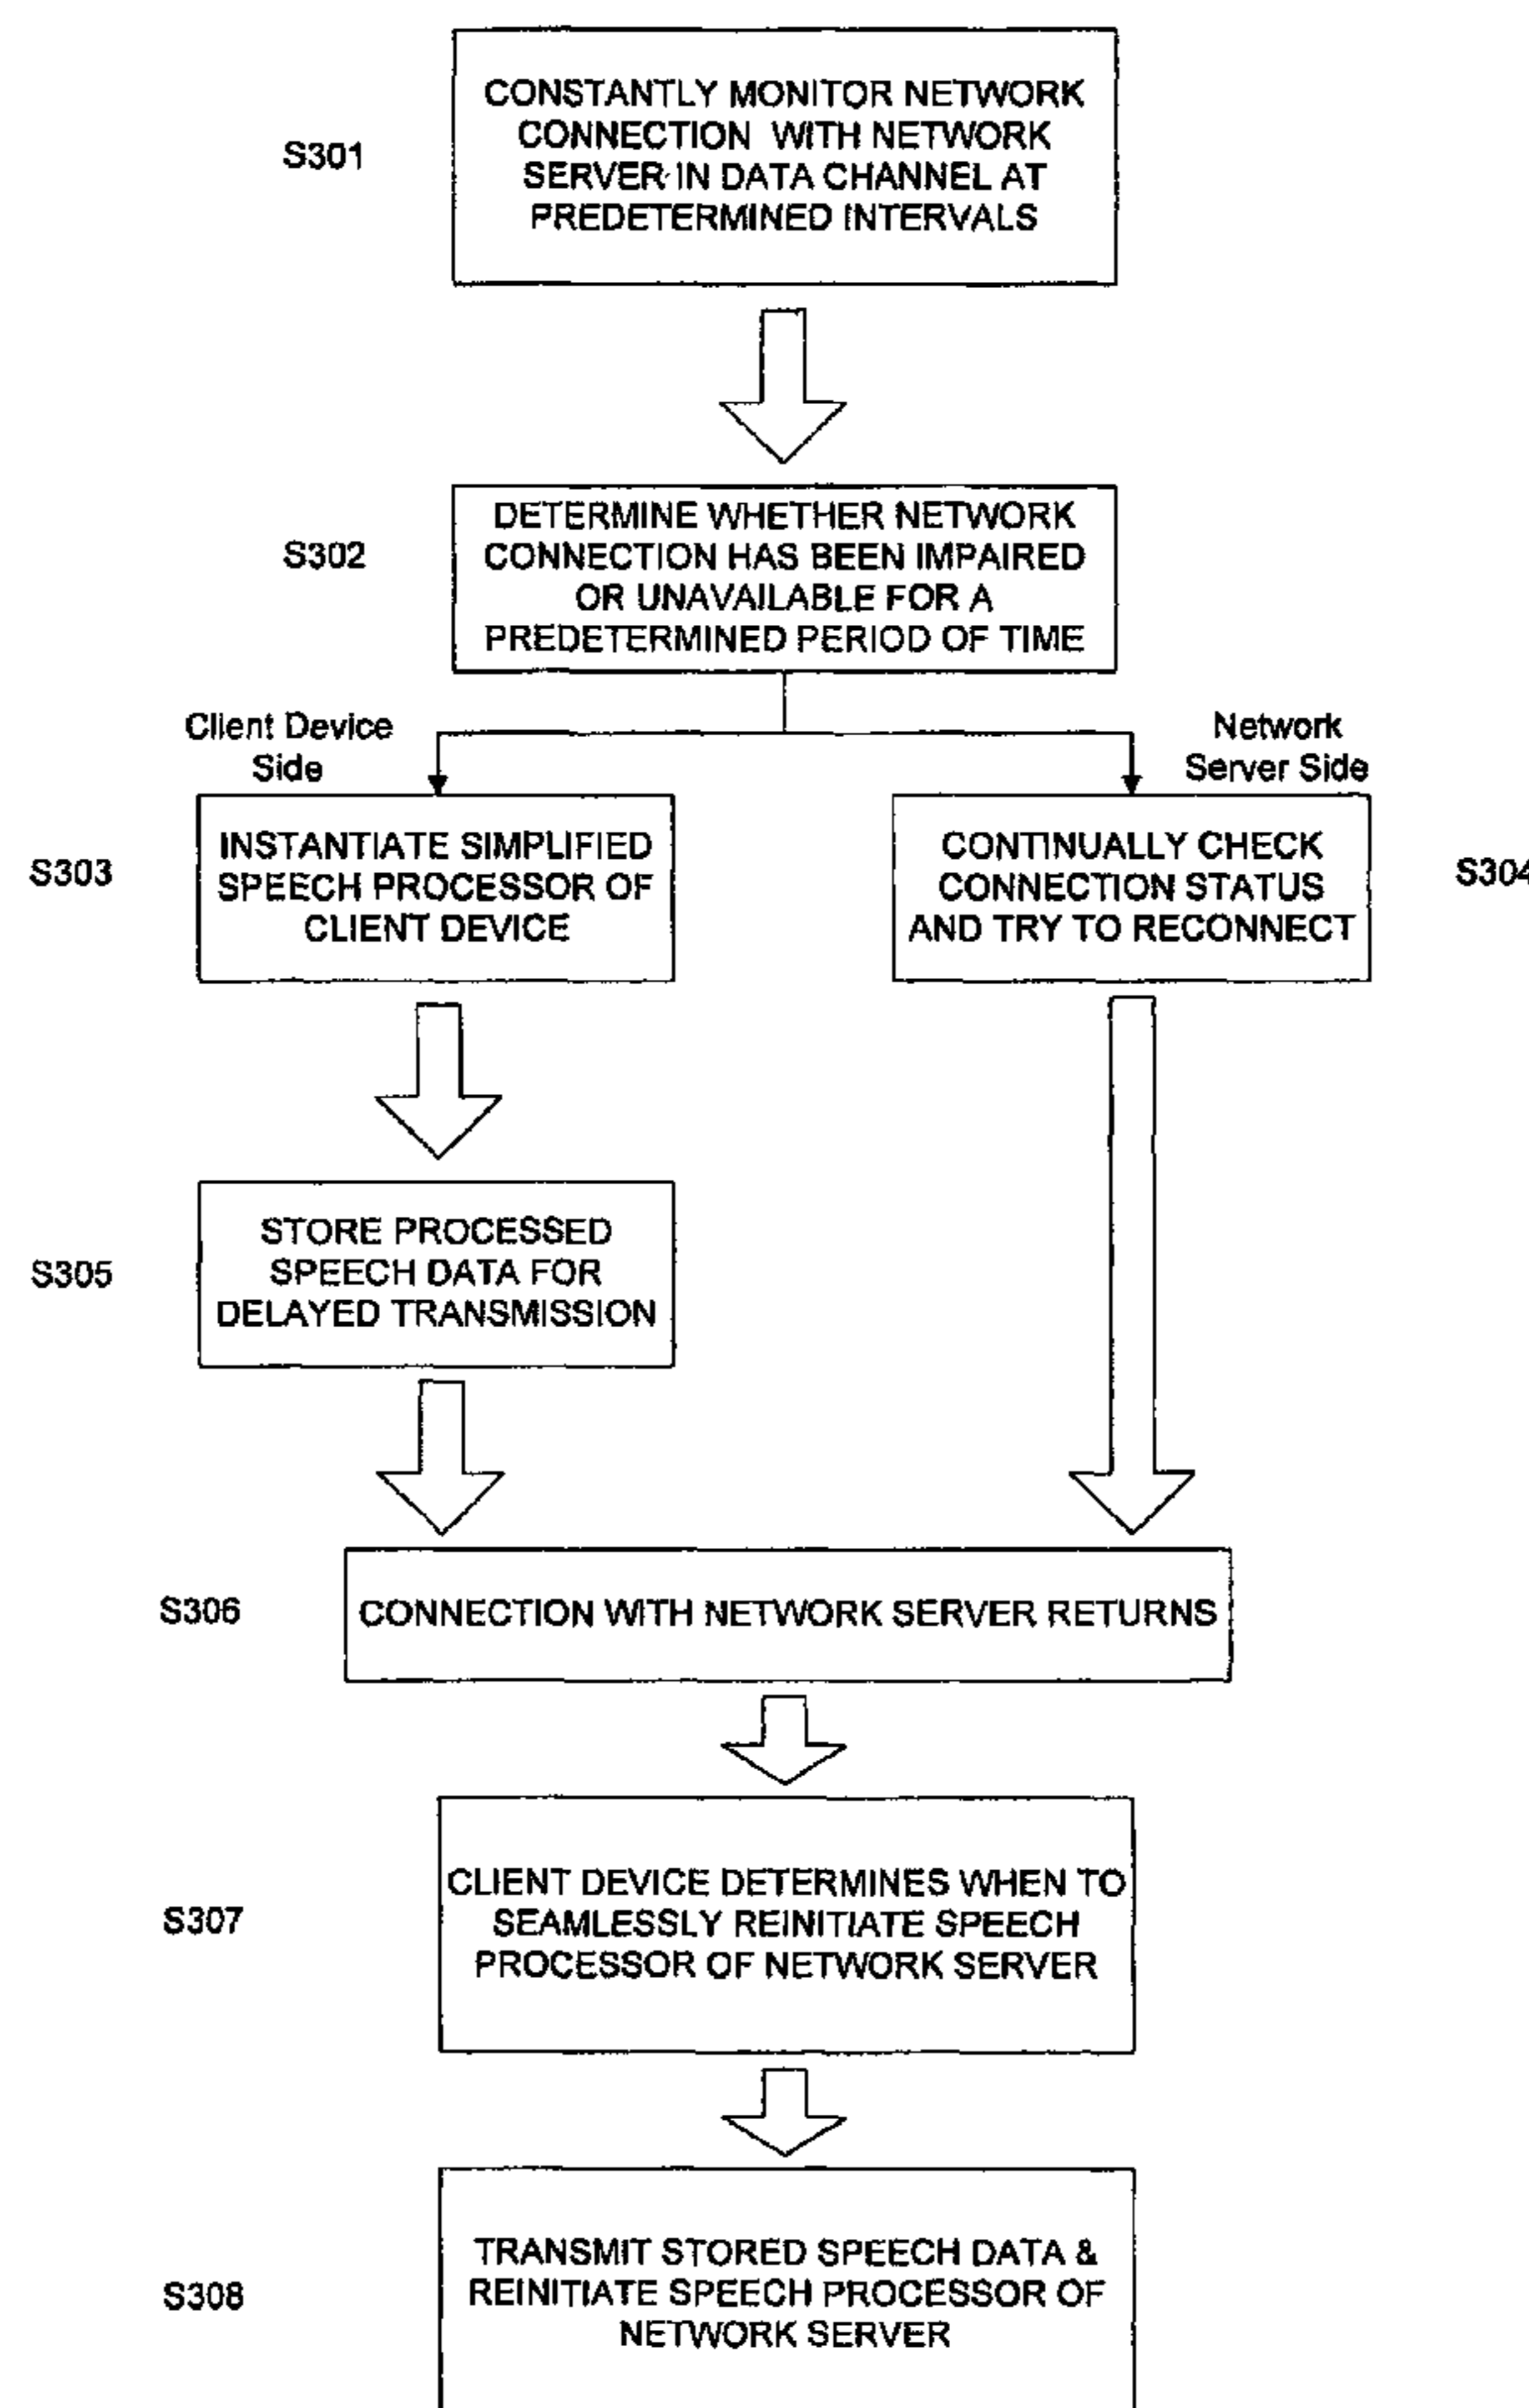 CONSTANTLY MONITOR NETWORK
CONNECTION WITH NETWORK
SERVER IN DATA CHANNEL AT
PREDETERMINED INTERVALS
S301
DETERMINE WHETHER NETWORK
CONNECTION HAS BEEN IMPAIRED
OR UNAVAILABLE FOR A
PREDETERMINED PERIOD OF TIME
S302
Client Device
Side
Network
Server Side
S303
INSTANTIATE SIMPLIFIED
SPEECH PROCESSOR OF
CLIENT DEVICE
CONTINUALLY CHECK
CONNECTION STATUS
AND TRY TO RECONNECT
S304
S305
STORE PROCESSED
SPEECH DATA FOR
DELAYED TRANSMISSION
S306
CONNECTION WITH NETWORK SERVER RETURNS
S307
CLIENT DEVICE DETERMINES WHEN TO
SEAMLESSLY REINITIATE SPEECH
PROCESSOR OF NETWORK SERVER
S308
TRANSMIT STORED SPEECH DATA &
REINITIATE SPEECH PROCESSOR OF
NETWORK SERVER